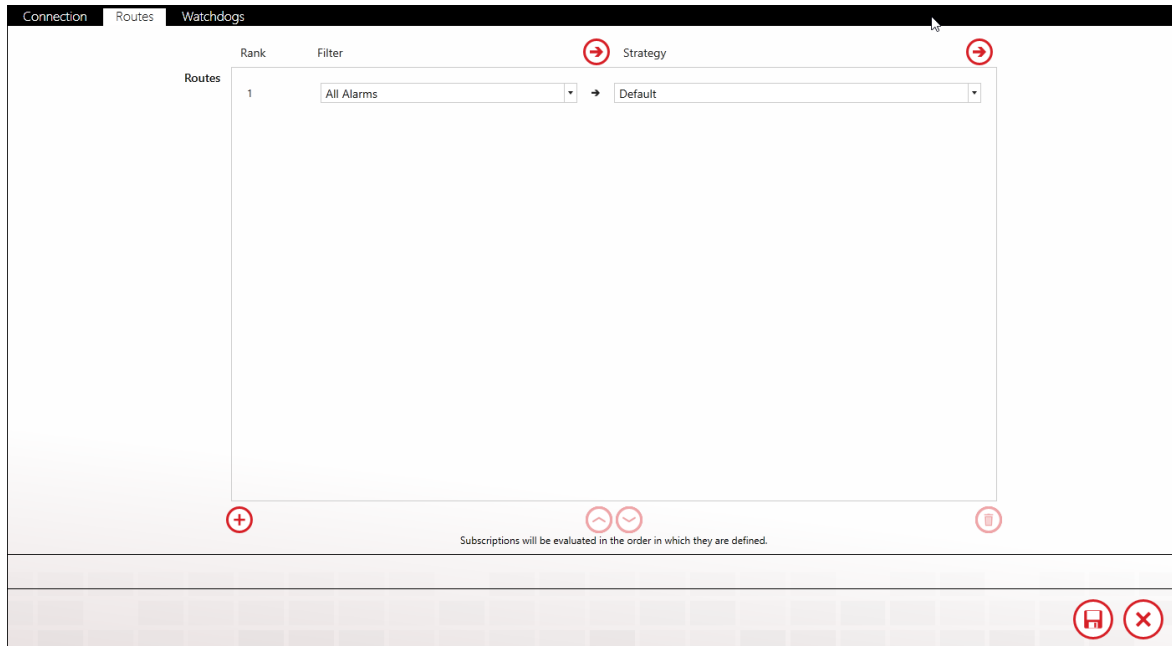 Connection Routes Watchdogs
Rank Filter Strategy
Routes
1 All Alarms Default
Subscriptions will be evaluated in the order in which they are defined.